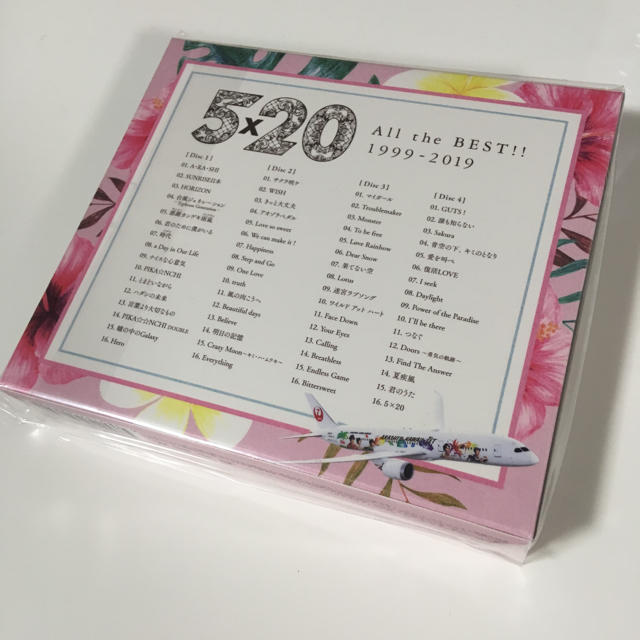 5×20
All the BEST!!
1999-2019
[Disc 1]
01. A・RA・SHI
02. SUNRISE日本
03. HORIZON
04. 台風ジェネレーション
-Typhoon Generation-
05. 感謝カンゲキ雨嵐
06. 君のために僕がいる
07. 時代
08. a Day in Our Life
09. ナイスな心意気
10. PIKA☆NCHI
11. とまどいながら
12. ハダシの未来
13. 言葉より大切なもの
14. PIKA☆☆NCHI DOUBLE
15. 瞳の中のGalaxy
16. Hero
[Disc 2]
01. サクラ咲ケ
02. WISH
03. きっと大丈夫
04. アオゾラペダル
05. Love so sweet
06. We can make it!
07. Happiness
08. Step and Go
09. One Love
10. truth
11. 風の向こうへ
12. Beautiful days
13. Believe
14. 明日の記憶
15. Crazy Moon～キミ・ハ・ムテキ～
16. Everything
[Disc 3]
01. マイガール
02. Troublemaker
03. Monster
04. To be free
05. Love Rainbow
06. Dear Snow
07. 果てない空
08. Lotus
09. 迷宮ラブソング
10. ワイルド アット ハート
11. Face Down
12. Your Eyes
13. Calling
14. Breathless
15. Endless Game
16. Bittersweet
[Disc 4]
01. GUTS !
02. 誰も知らない
03. Sakura
04. 青空の下、キミのとなり
05. 愛を叫べ
06. 復活LOVE
07. I seek
08. Daylight
09. Power of the Paradise
10. I'll be there
11. つなぐ
12. Doors ～勇気の軌跡～
13. Find The Answer
14. 夏疾風
15. 君のうた
16. 5×20